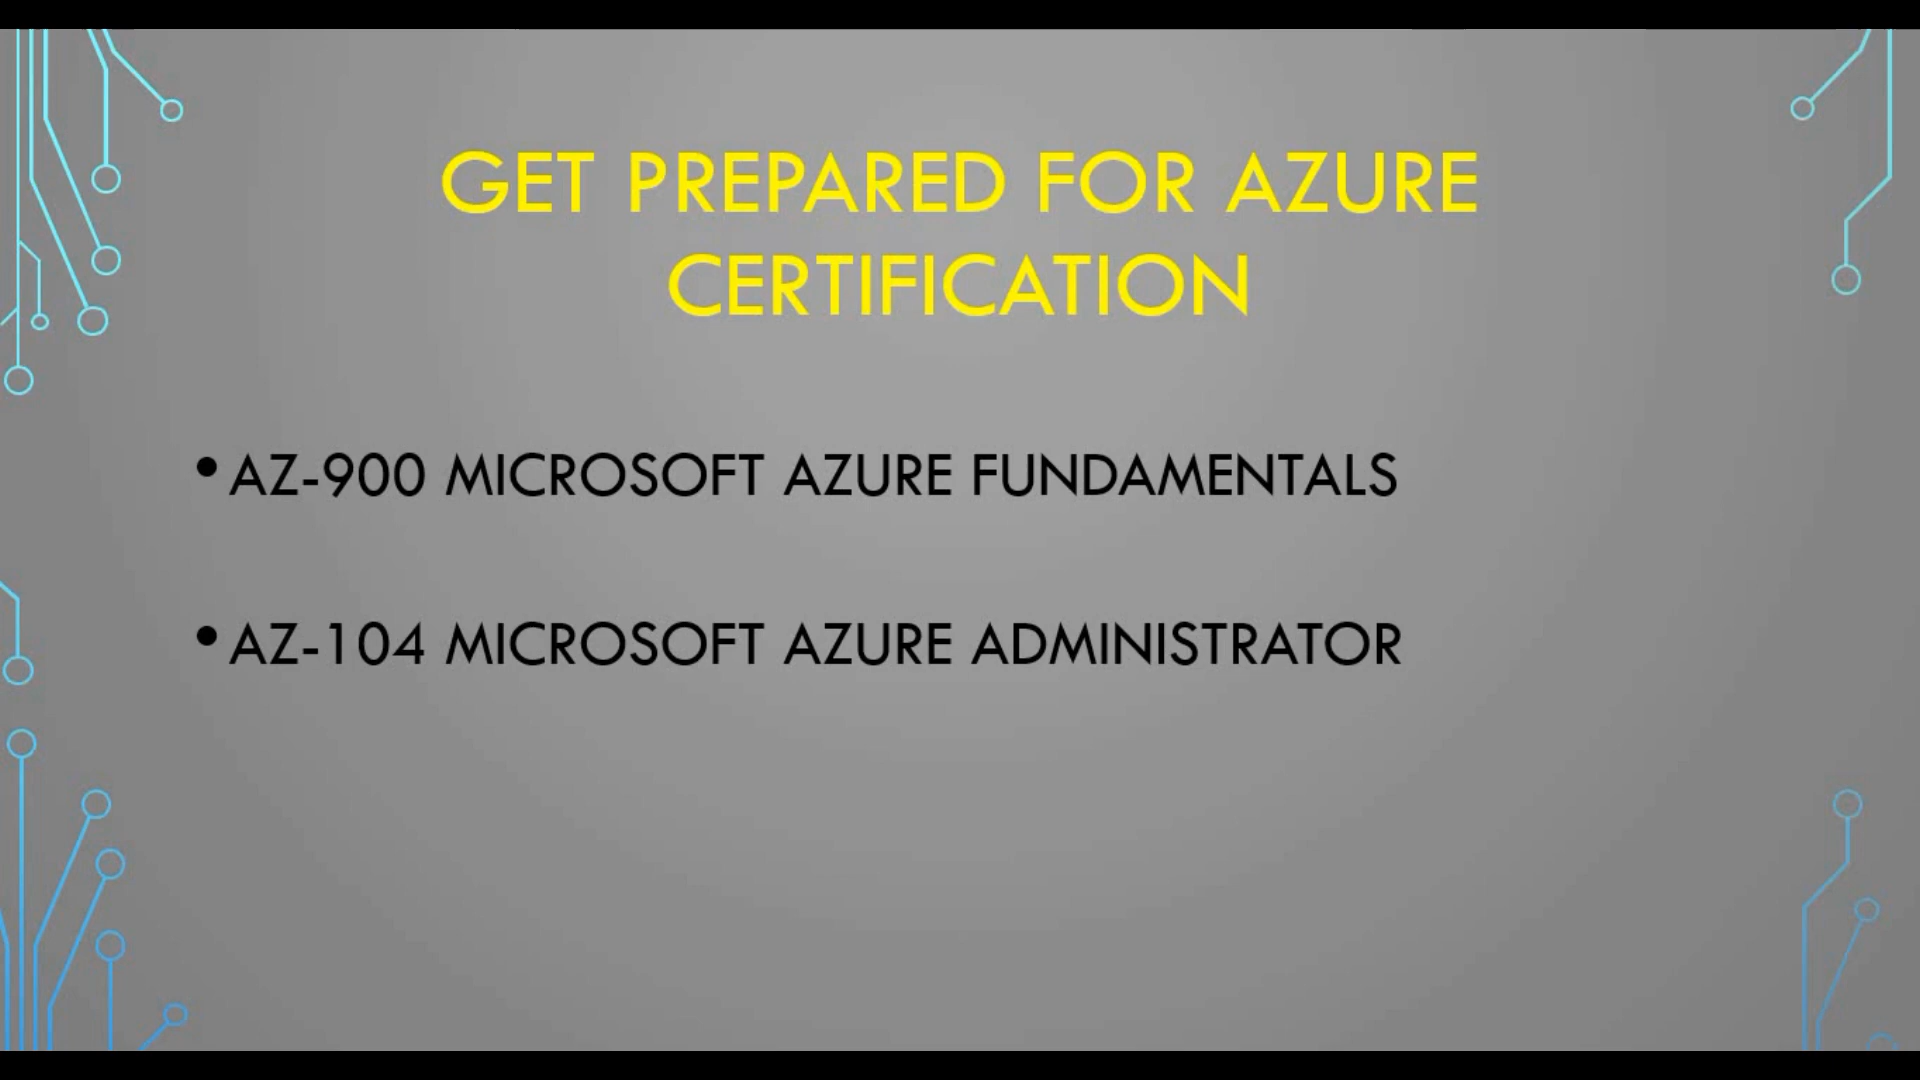 GET PREPARED FOR AZURE
CERTIFICATION
• AZ-900 MICROSOFT AZURE FUNDAMENTALS
• AZ-104 MICROSOFT AZURE ADMINISTRATOR